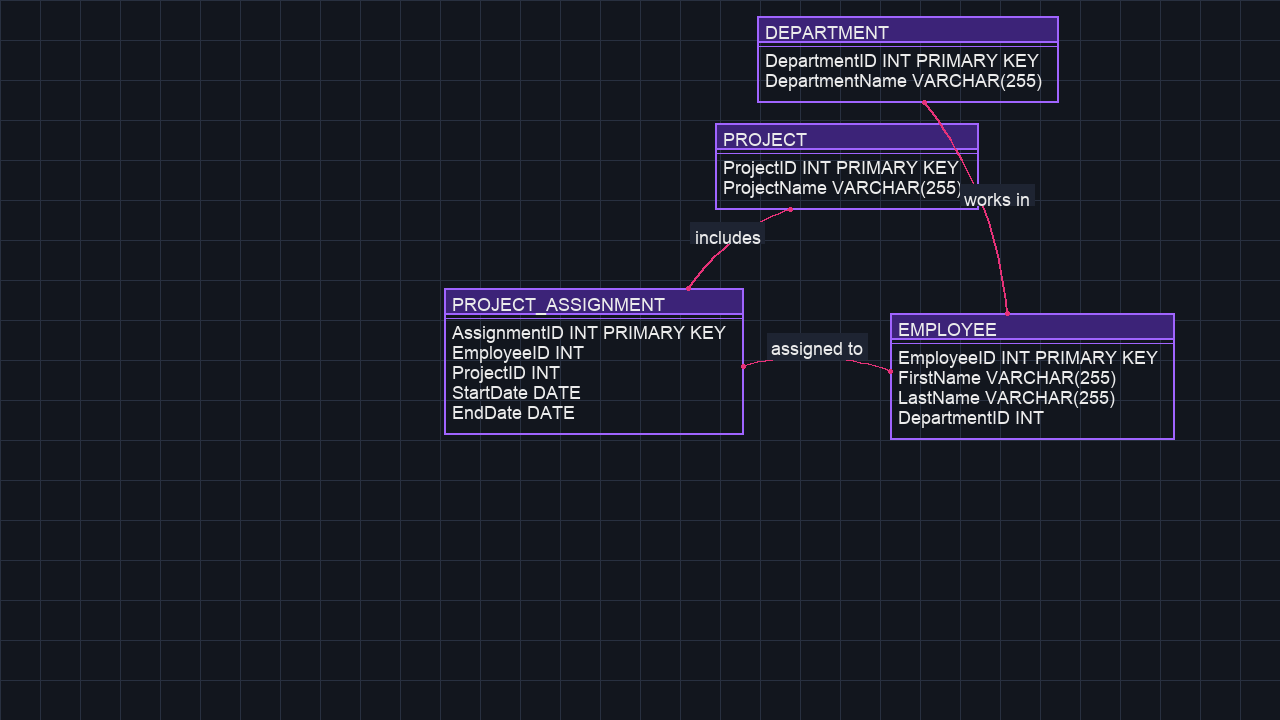 DEPARTMENT
DepartmentID INT PRIMARY KEY
DepartmentName VARCHAR(255)
PROJECT
ProjectID INT PRIMARY KEY
ProjectName VARCHAR(255)
works in
includes
PROJECT_ASSIGNMENT
AssignmentID INT PRIMARY KEY
EmployeeID INT
ProjectID INT
StartDate DATE
EndDate DATE
assigned to
EMPLOYEE
EmployeeID INT PRIMARY KEY
FirstName VARCHAR(255)
LastName VARCHAR(255)
DepartmentID INT